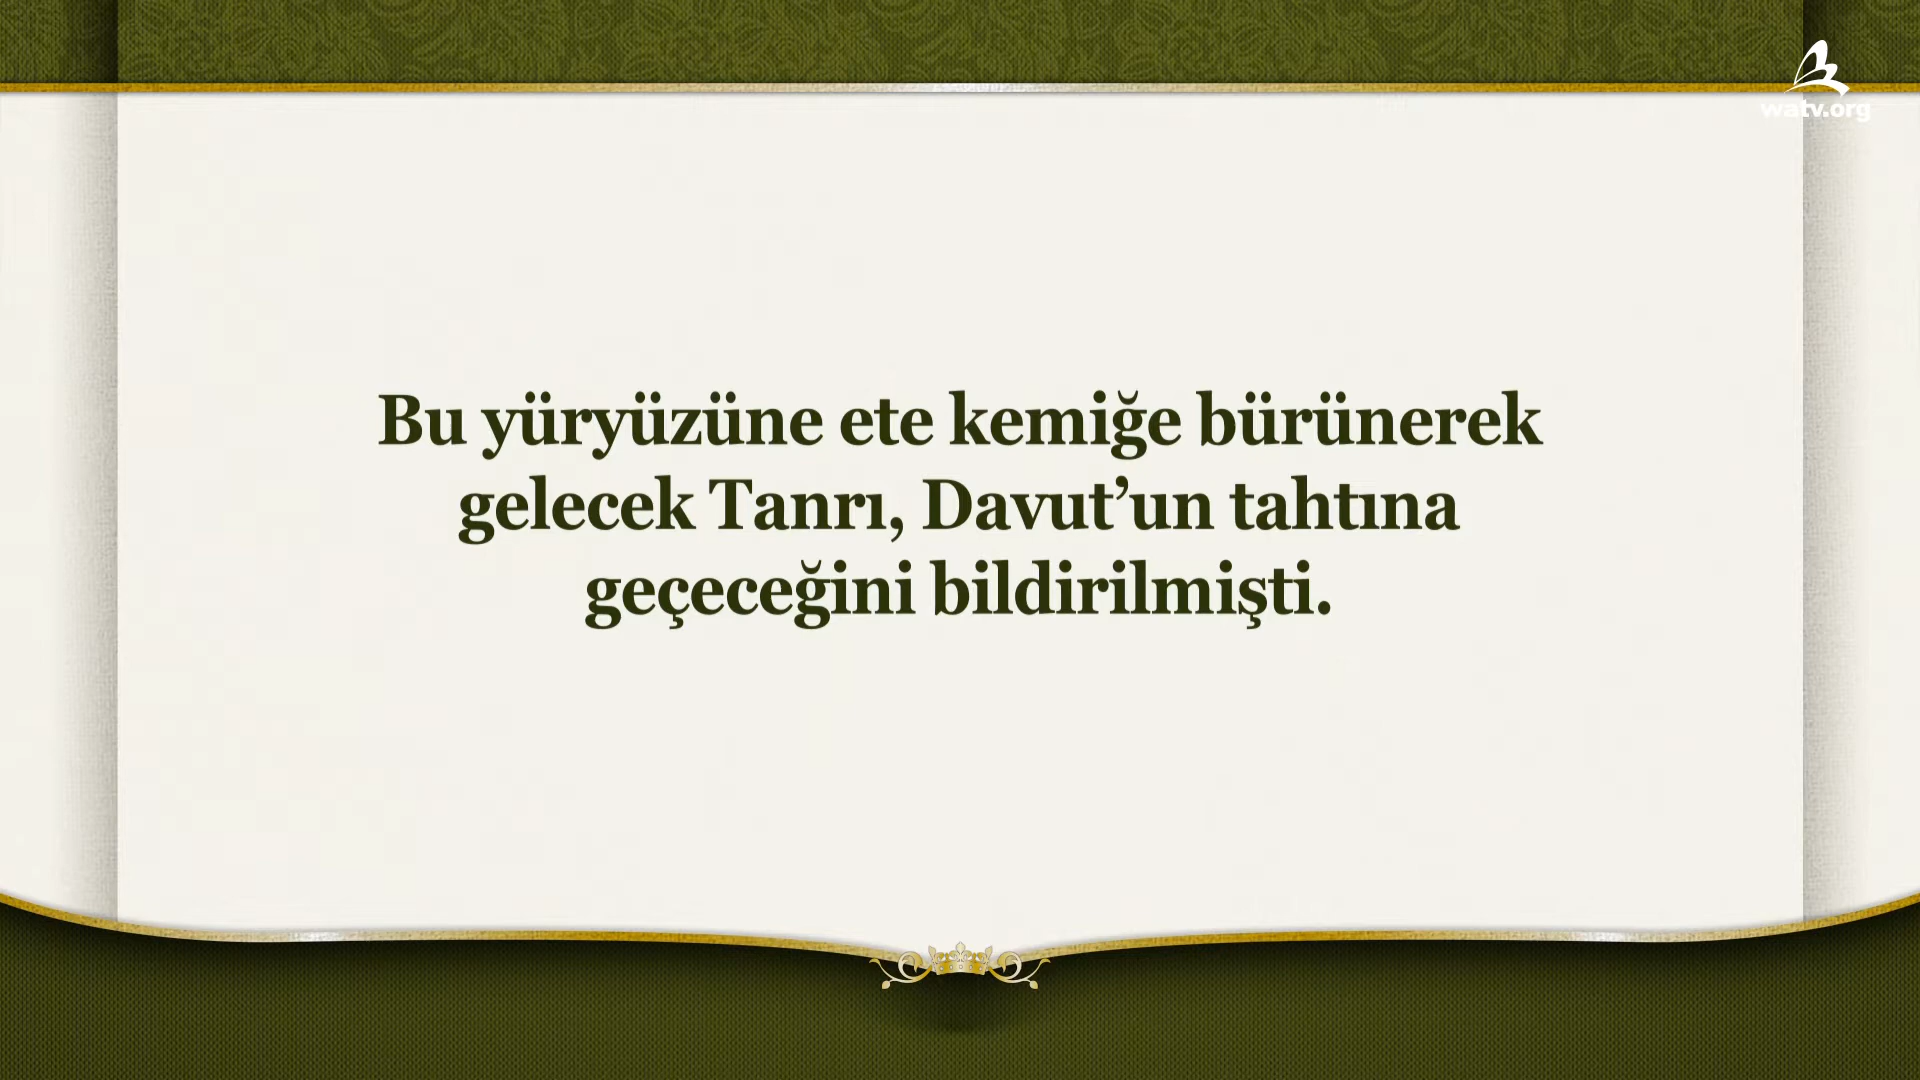 watv.org
Bu yüryüzüne ete kemiğe bürünerek
gelecek Tanrı, Davut’un tahtına
geçeceğini bildirilmişti.